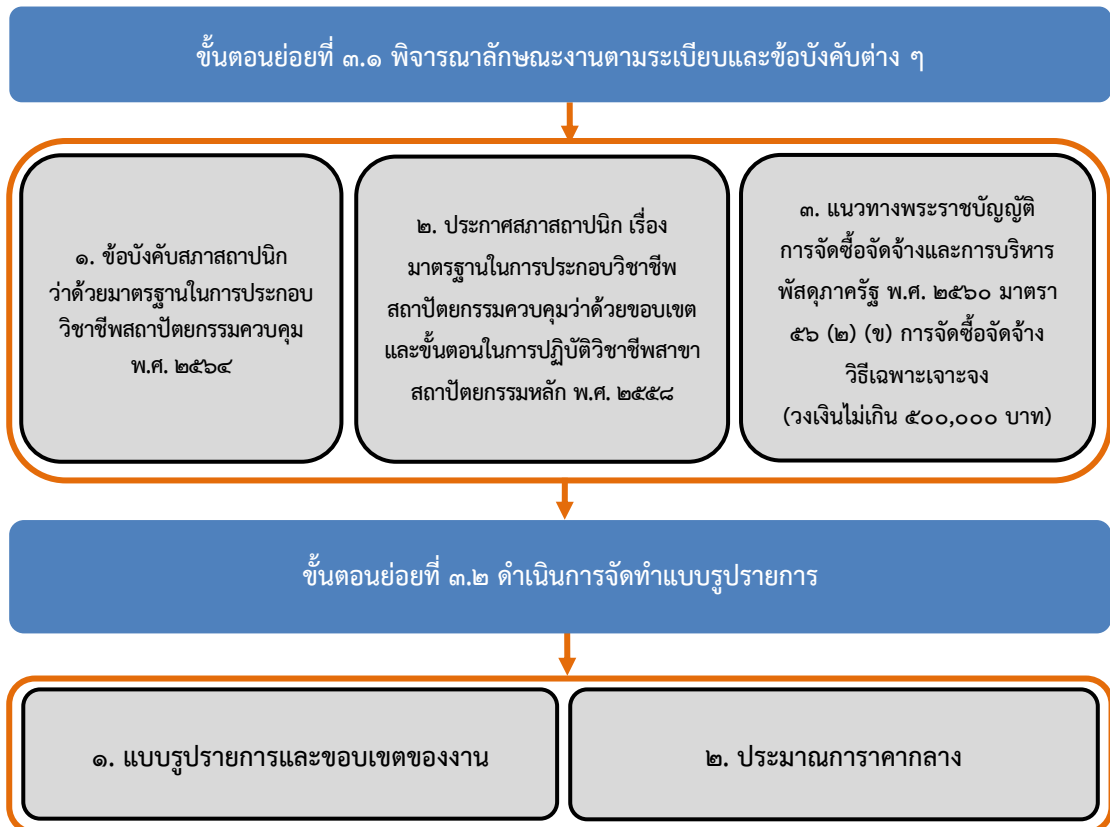 ขั้นตอนย่อยที่ ๓.๑ พิจารณาลักษณะงานตามระเบียบและข้อบังคับต่าง ๆ
๑. ข้อบังคับสภาสถาปนิก
ว่าด้วยมาตรฐานในการประกอบ
วิชาชีพสถาปัตยกรรมควบคุม
พ.ศ. ๒๕๖๔
๒. ประกาศสภาสถาปนิก เรื่อง
มาตรฐานในการประกอบวิชาชีพ
สถาปัตยกรรมควบคุมว่าด้วยขอบเขต
และขั้นตอนในการปฏิบัติวิชาชีพสาขา
สถาปัตยกรรมหลัก พ.ศ. ๒๕๕๘
๓. แนวทางพระราชบัญญัติ
การจัดซื้อจัดจ้างและการบริหาร
พัสดุภาครัฐ พ.ศ. ๒๕๖๐ มาตรา
๕๖ (๒) (ข) การจัดซื้อจัดจ้าง
วิธีเฉพาะเจาะจง
(วงเงินไม่เกิน ๕๐๐,๐๐๐ บาท)
ขั้นตอนย่อยที่ ๓.๒ ดำเนินการจัดทำแบบรูปรายการ
๑. แบบรูปรายการและขอบเขตของงาน
๒. ประมาณการาคากลาง